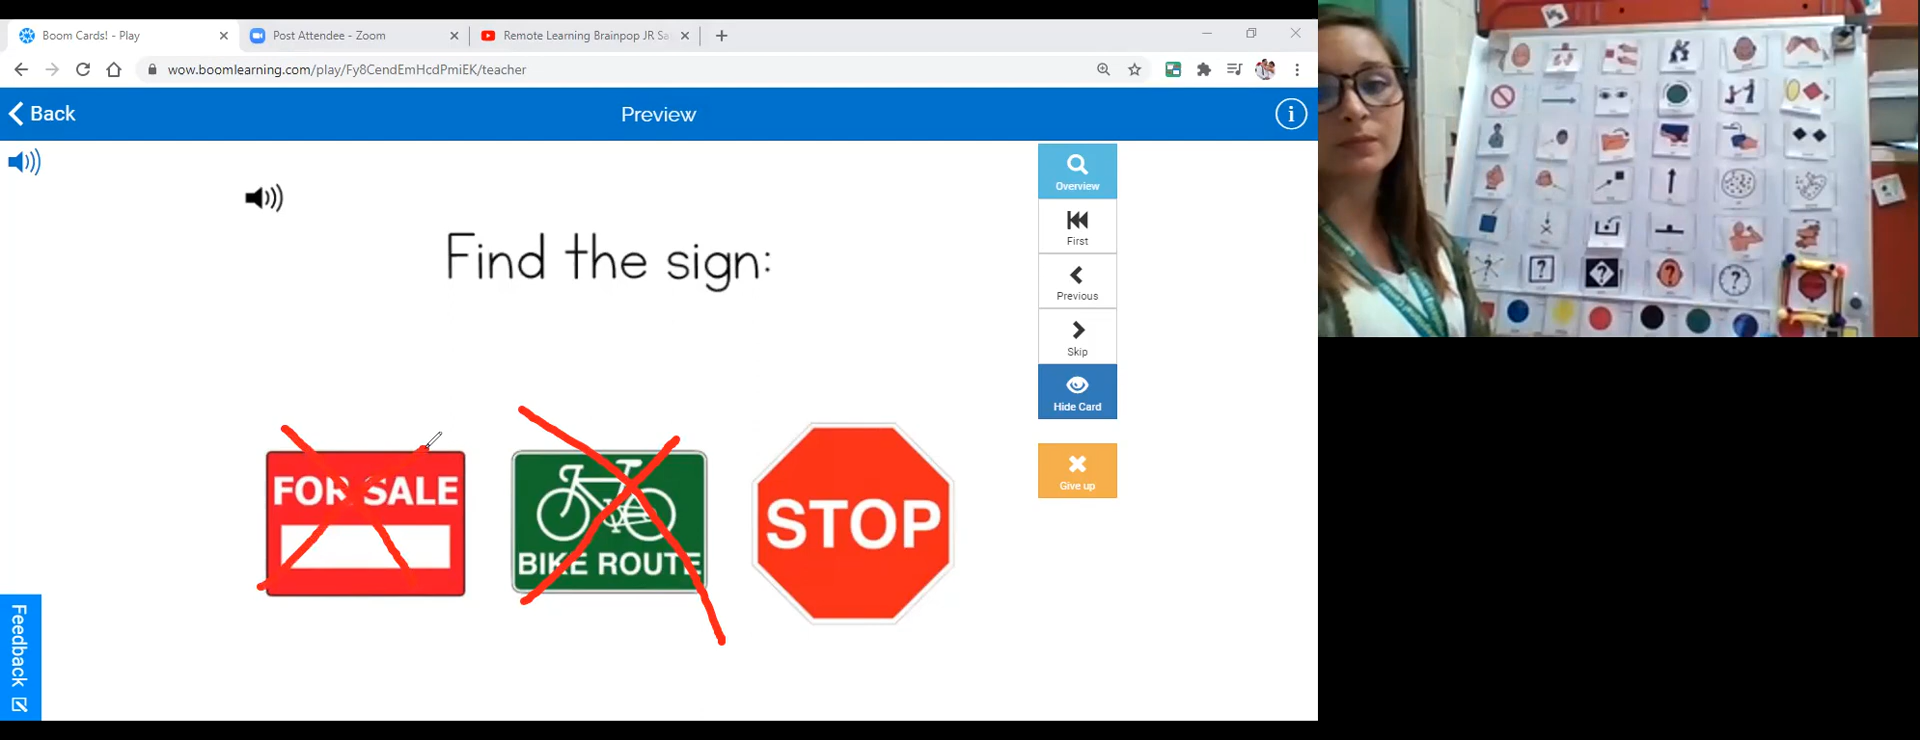 Boom Cards! - Play
Post Attendee - Zoom
Remote Learning Brainpop JR Sa
wow.boomlearning.com/play/Fy8CendEmHcdPmiEK/teacher
Back
Preview
i
Overview
First
Previous
Skip
Hide Card
Give up
Find the sign:
FOR SALE
BIKE ROUTE
STOP
Feedback